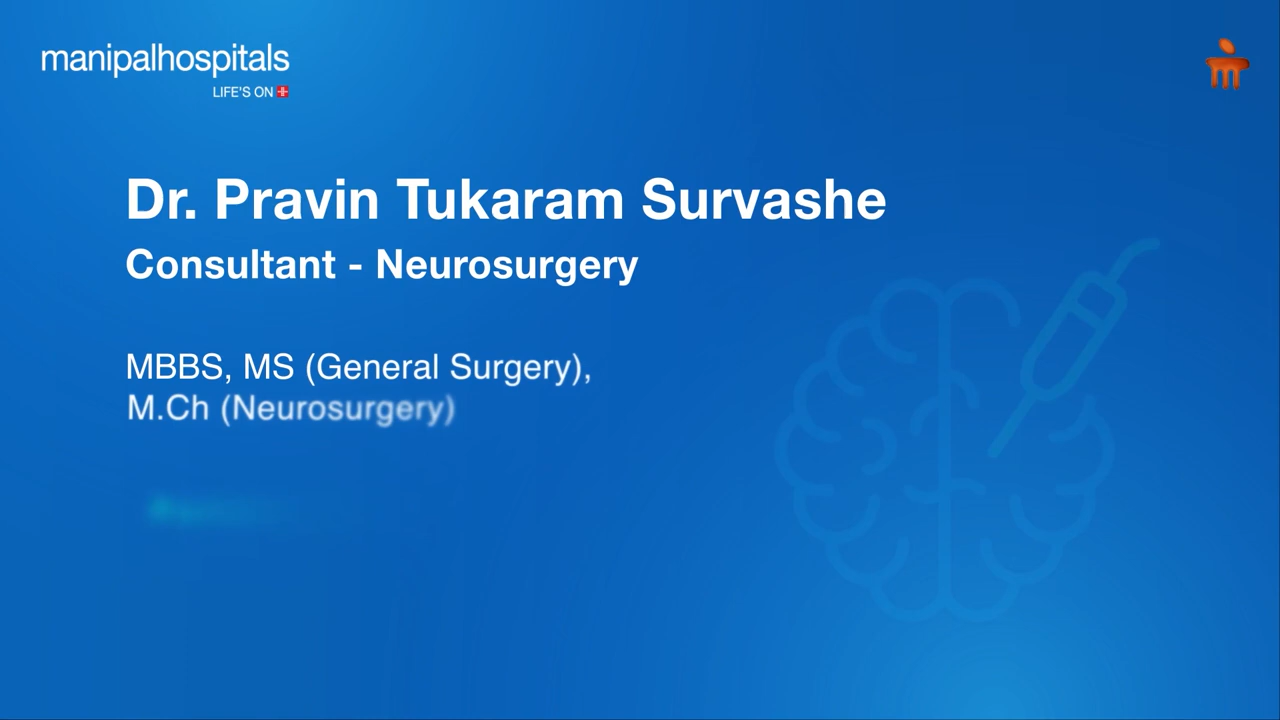 manipalhospitals
LIFE'S ON
Dr. Pravin Tukaram Survashe
Consultant - Neurosurgery
MBBS, MS (General Surgery),
M.Ch (Neurosurgery)